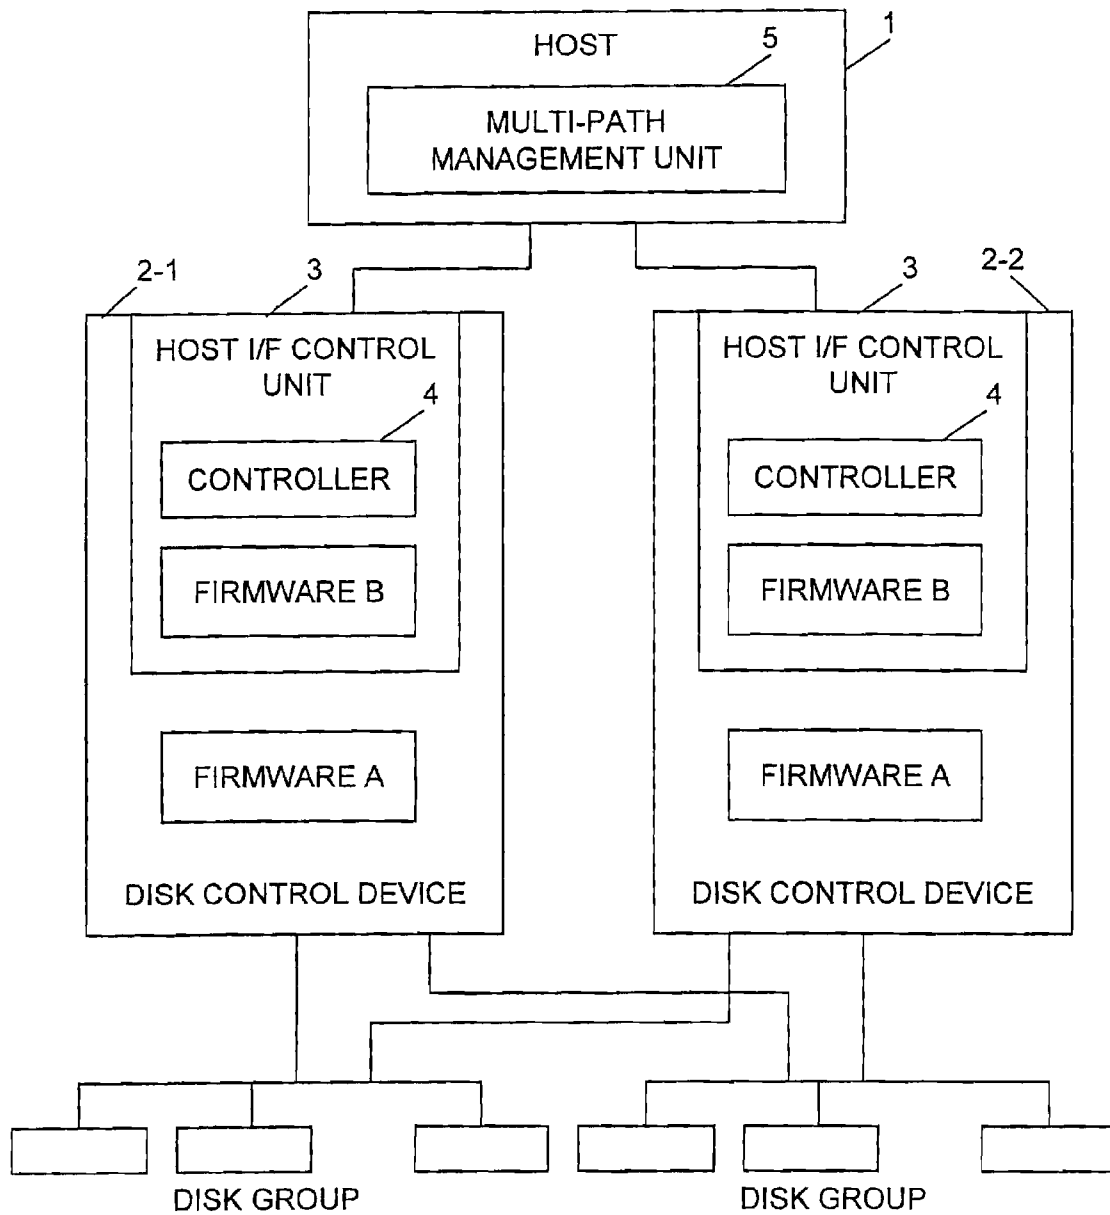 1
HOST
5
MULTI-PATH
MANAGEMENT UNIT
2-1
3
3
2-2
HOST I/F CONTROL
UNIT
4
CONTROLLER
FIRMWARE B
FIRMWARE A
DISK CONTROL DEVICE
HOST I/F CONTROL
UNIT
4
CONTROLLER
FIRMWARE B
FIRMWARE A
DISK CONTROL DEVICE
DISK GROUP
DISK GROUP